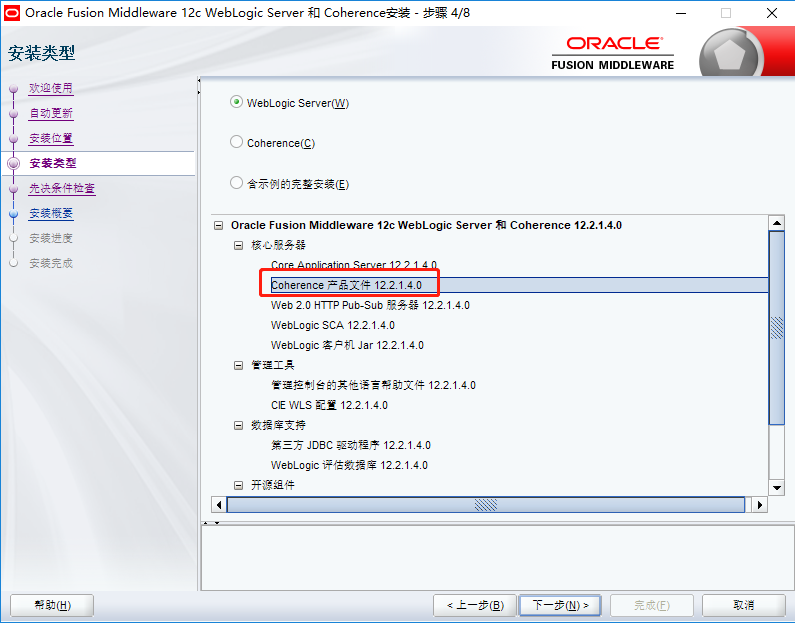 Oracle Fusion Middleware 12c WebLogic Server 和 Coherence安装 - 步骤 4/8
安装类型
ORACLE
FUSION MIDDLEWARE
欢迎使用
自动更新
安装位置
安装类型
先决条件检查
安装概要
安装进度
安装完成
WebLogic Server(W)
Coherence(C)
含示例的完整安装(E)
Oracle Fusion Middleware 12c WebLogic Server 和 Coherence 12.2.1.4.0
核心服务器
Core Application Server 12.2.1.4.0
Coherence 产品文件 12.2.1.4.0
Web 2.0 HTTP Pub-Sub 服务器 12.2.1.4.0
WebLogic SCA 12.2.1.4.0
WebLogic 客户机 Jar 12.2.1.4.0
管理工具
管理控制台的其他语言帮助文件 12.2.1.4.0
CIE WLS 配置 12.2.1.4.0
数据库支持
第三方 JDBC 驱动程序 12.2.1.4.0
WebLogic 评估数据库 12.2.1.4.0
开源组件
帮助(H)
< 上一步(B)
下一步(N) >
完成(F)
取消